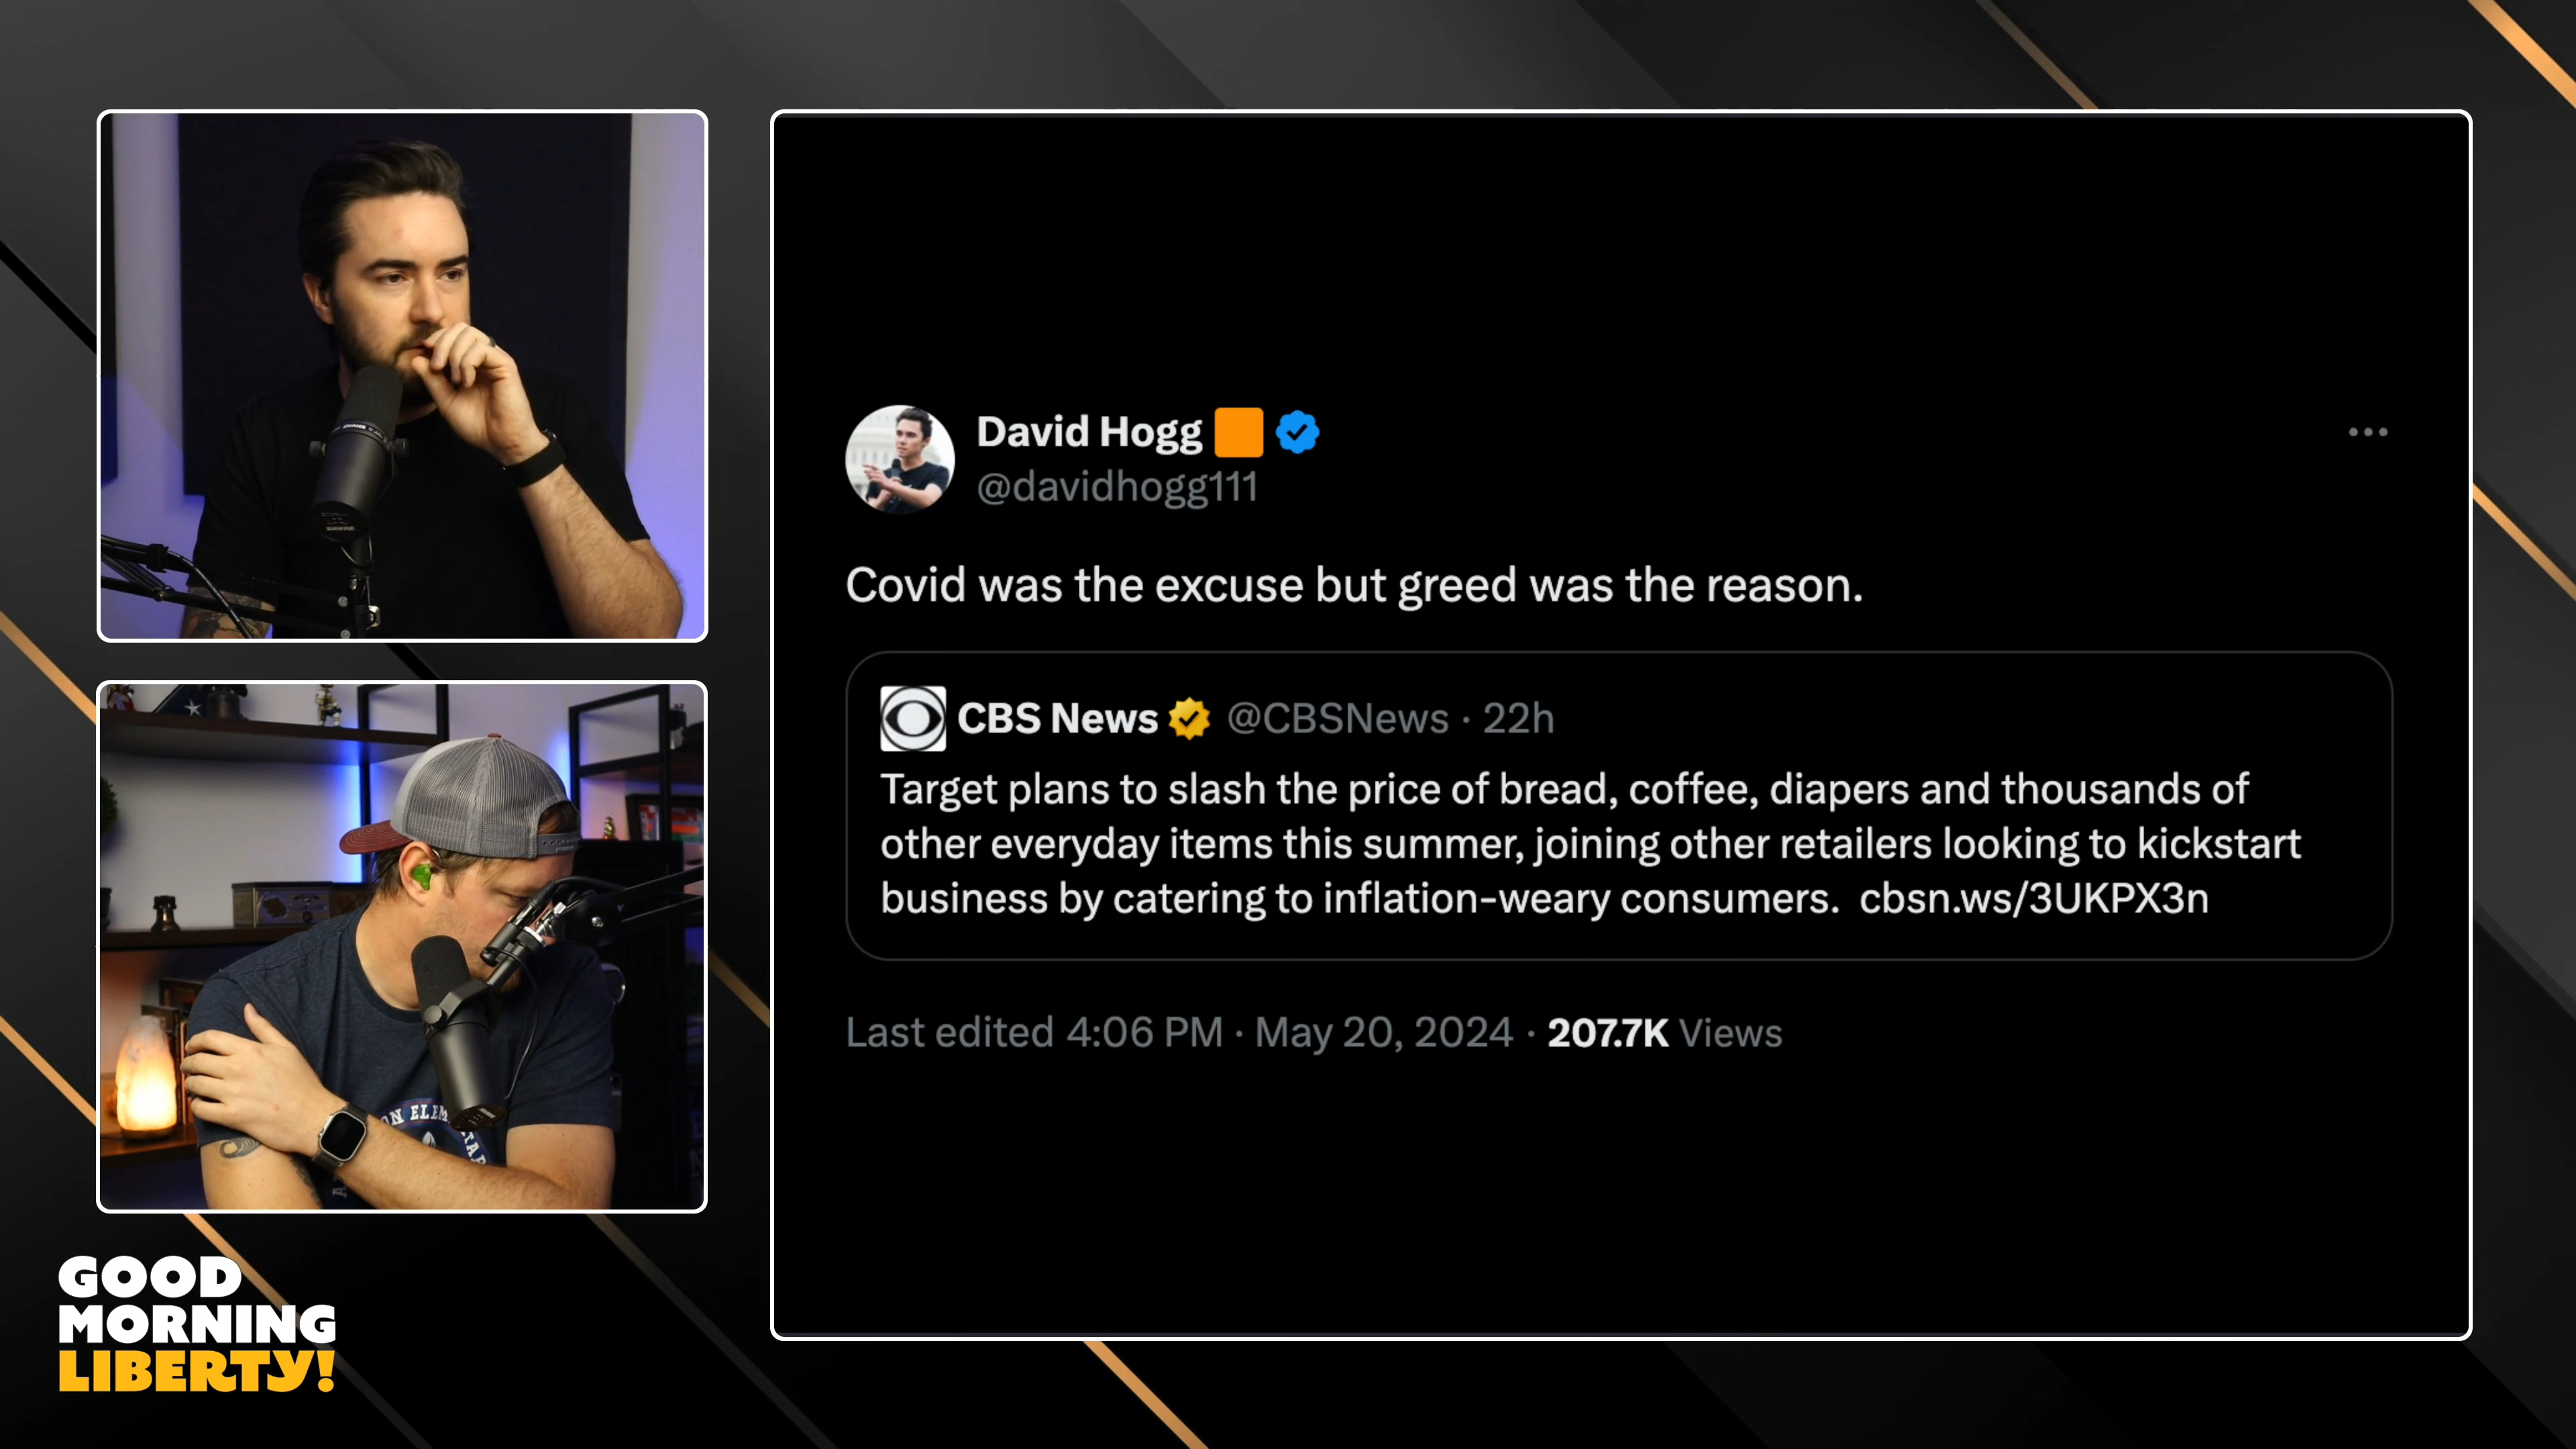 David Hogg
@davidhogg111
Covid was the excuse but greed was the reason.
CBS News @CBSNews · 22h
Target plans to slash the price of bread, coffee, diapers and thousands of
other everyday items this summer, joining other retailers looking to kickstart
business by catering to inflation-weary consumers. cbsn.ws/3UKPX3n
Last edited 4:06 PM · May 20, 2024 · 207.7K Views
GOOD
MORNING
LIBERTY!